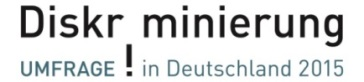 Diskr!minierung
UMFRAGE in Deutschland 2015